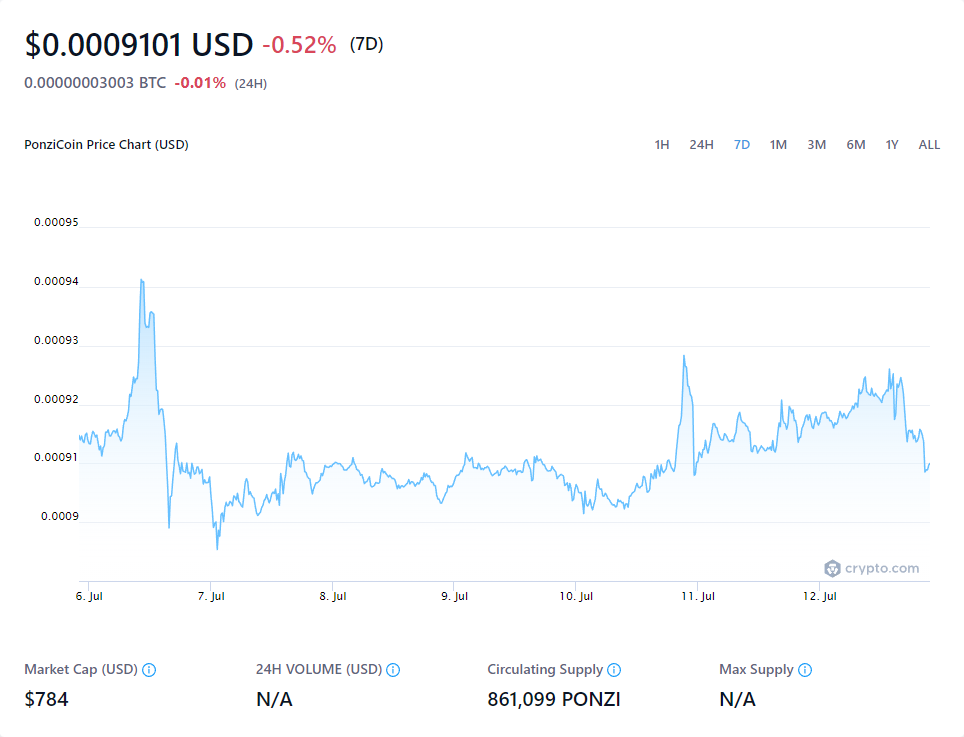 $0.0009101 USD -0.52% (7D)
0.00000003003 BTC -0.01% (24H)
PonziCoin Price Chart (USD) 1H 24H 7D 1M 3M 6M 1Y ALL
0.00095
0.00094
0.00093
0.00092
0.00091
0.0009
crypto.com
6. Jul 7. Jul 8. Jul 9. Jul 10. Jul 11. Jul 12. Jul
Market Cap (USD) 24H VOLUME (USD) Circulating Supply Max Supply
$784 N/A 861,099 PONZI N/A